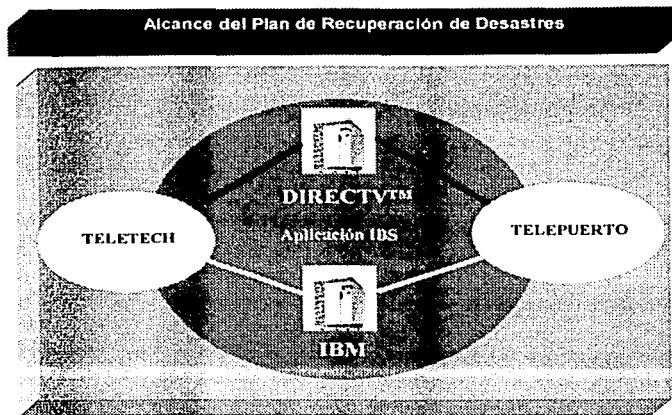 Alcance del Plan de Recuperación de Desastres
DIRECTV™
TELETECH
Aplicación IBS
TELEPUERTO
IBM